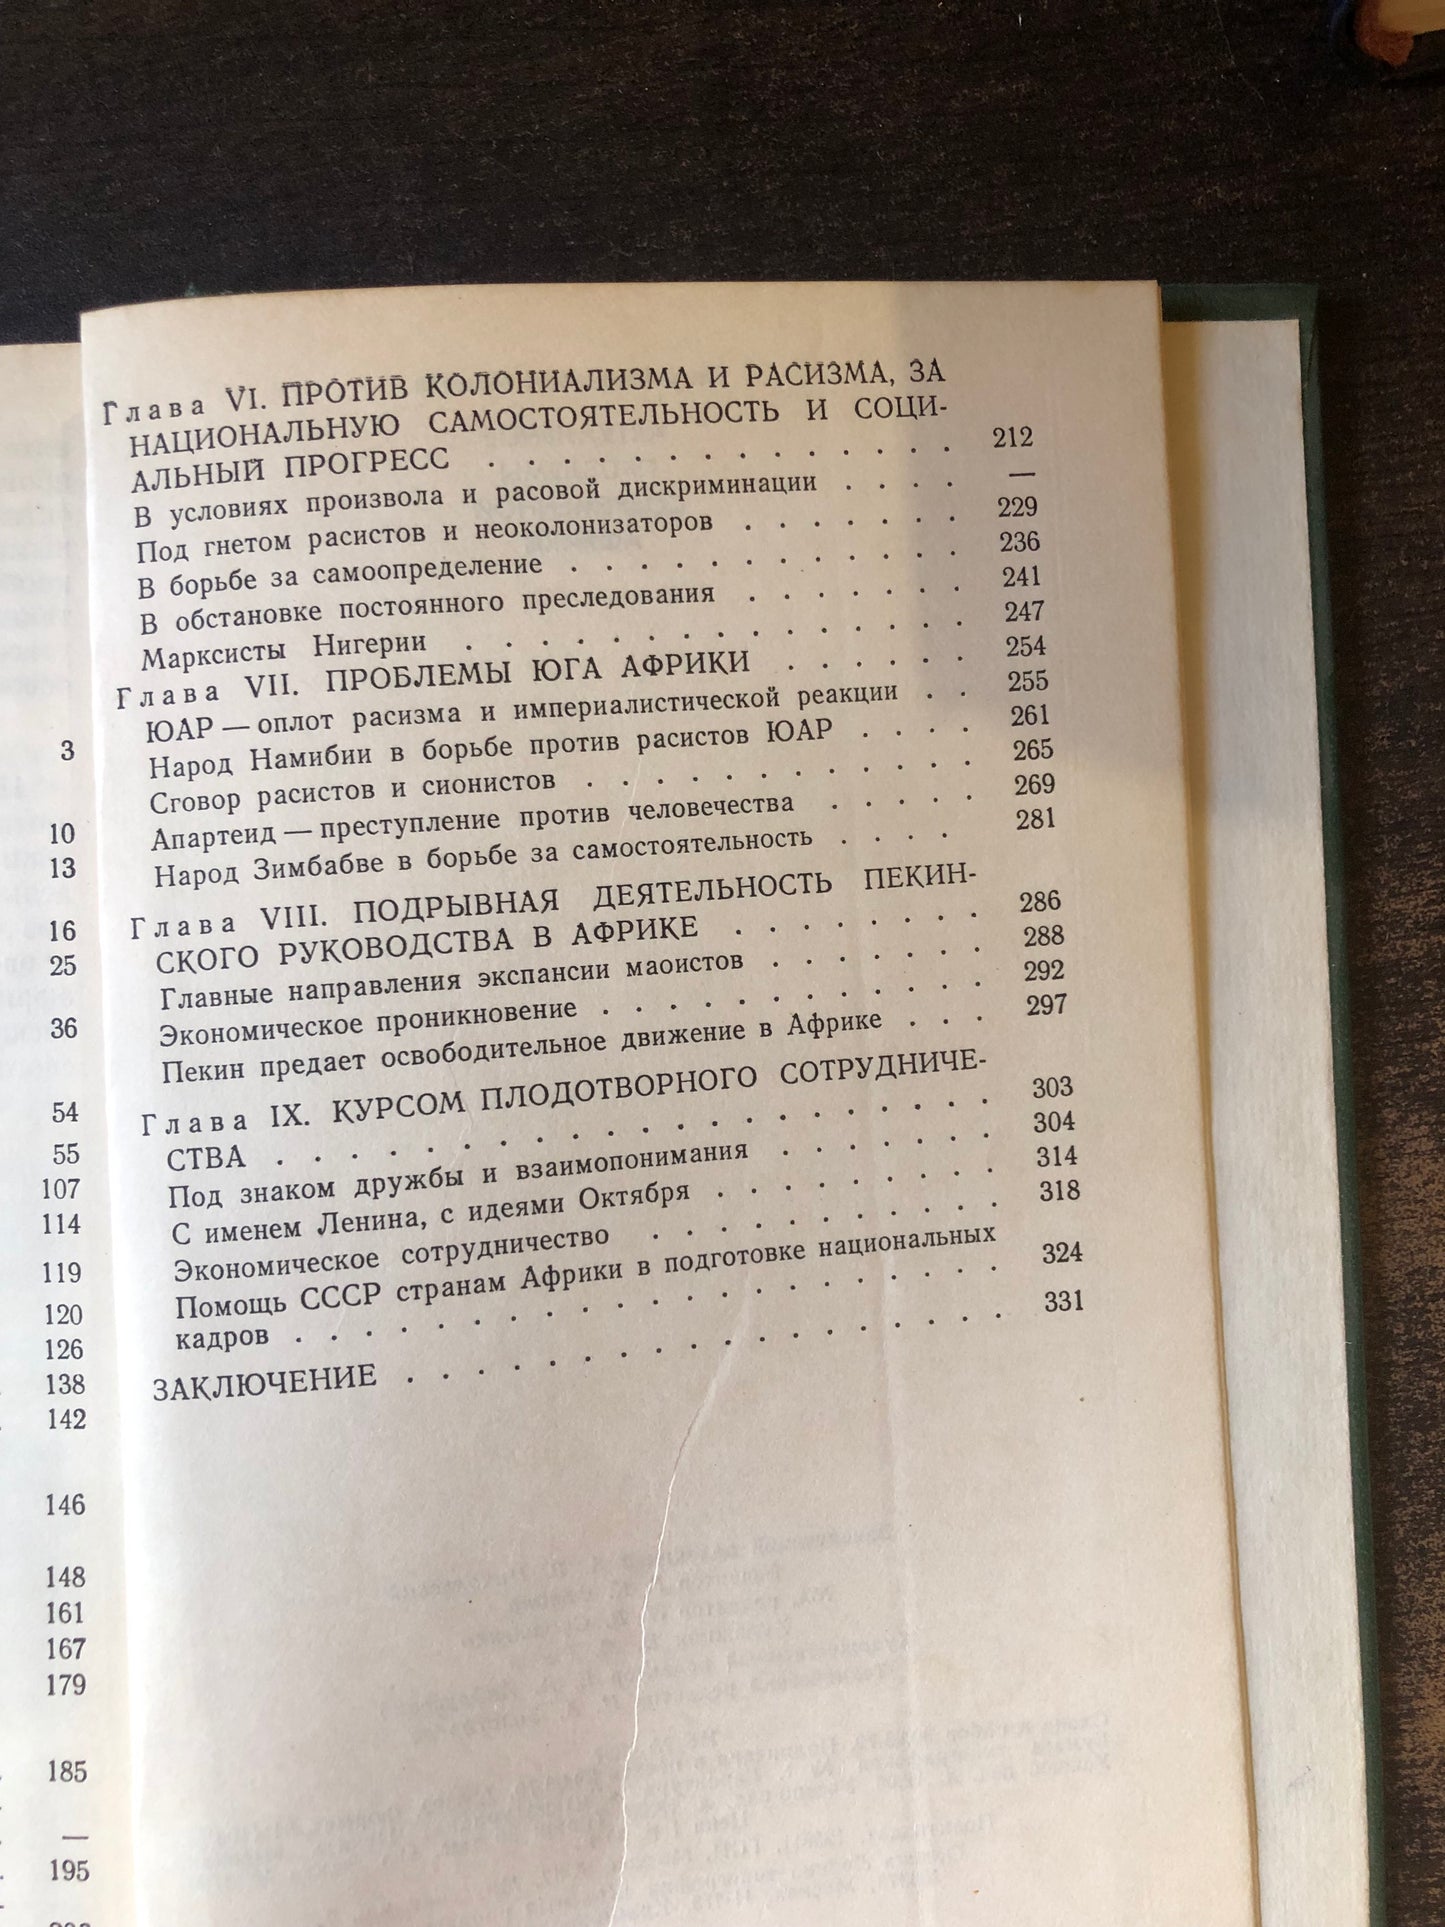 Глава VI. ПРОТИВ КОЛОНИАЛИЗМА И РАСИЗМА, ЗА
НАЦИОНАЛЬНУЮ САМОСТОЯТЕЛЬНОСТЬ И СОЦИ-
АЛЬНЫЙ ПРОГРЕСС . . . . . . . . . . . . . . 212
В условиях произвола и расовой дискриминации . . . . —
Под гнетом расистов и неоколонизаторов . . . . . . . 229
В борьбе за самоопределение . . . . . . . . . . . . 236
В обстановке постоянного преследования . . . . . . . 241
Марксисты Нигерии . . . . . . . . . . . . . . . 247
Глава VII. ПРОБЛЕМЫ ЮГА АФРИКИ . . . . . . 254
ЮАР — оплот расизма и империалистической реакции . . 255
Народ Намибии в борьбе против расистов ЮАР . . . . 261
Сговор расистов и сионистов . . . . . . . . . . . 265
Апартеид — преступление против человечества . . . . . 269
Народ Зимбабве в борьбе за самостоятельность . . . . 281
Глава VIII. ПОДРЫВНАЯ ДЕЯТЕЛЬНОСТЬ ПЕКИН-
СКОГО РУКОВОДСТВА В АФРИКЕ . . . . . . . 286
Главные направления экспансии маоистов . . . . . . 288
Экономическое проникновение . . . . . . . . . . . 292
Пекин предает освободительное движение в Африке . . . 297
Глава IX. КУРСОМ ПЛОДОТВОРНОГО СОТРУДНИЧЕ-
СТВА . . . . . . . . . . . . . . . . . . . 303
Под знаком дружбы и взаимопонимания . . . . . . . 304
С именем Ленина, с идеями Октября . . . . . . . . 314
Экономическое сотрудничество . . . . . . . . . . 318
Помощь СССР странам Африки в подготовке национальных
кадров . . . . . . . . . . . . . . . . . . . 324
ЗАКЛЮЧЕНИЕ . . . . . . . . . . . . . . . . . 331
3
10
13
16
25
36
54
55
107
114
119
120
126
138
142
146
148
161
167
179
185
—
195